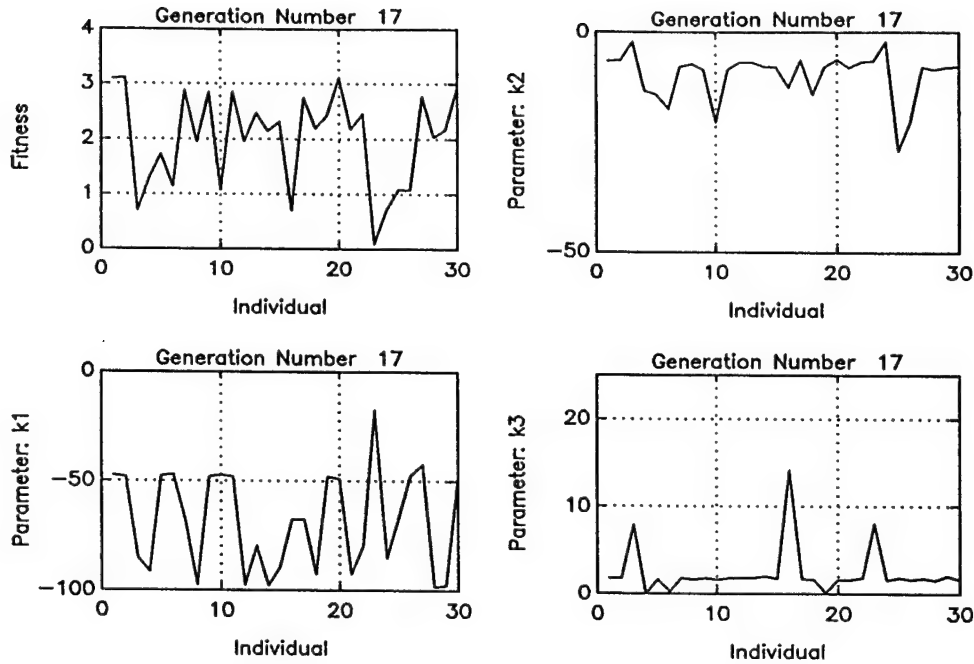 Generation Number 17
4
3
2
1
0
Fitness
0
10
20
30
Individual
Generation Number 17
0
-50
Parameter: k2
0
10
20
30
Individual
Generation Number 17
0
-50
-100
Parameter: k1
0
10
20
30
Individual
Generation Number 17
20
10
0
Parameter: k3
0
10
20
30
Individual